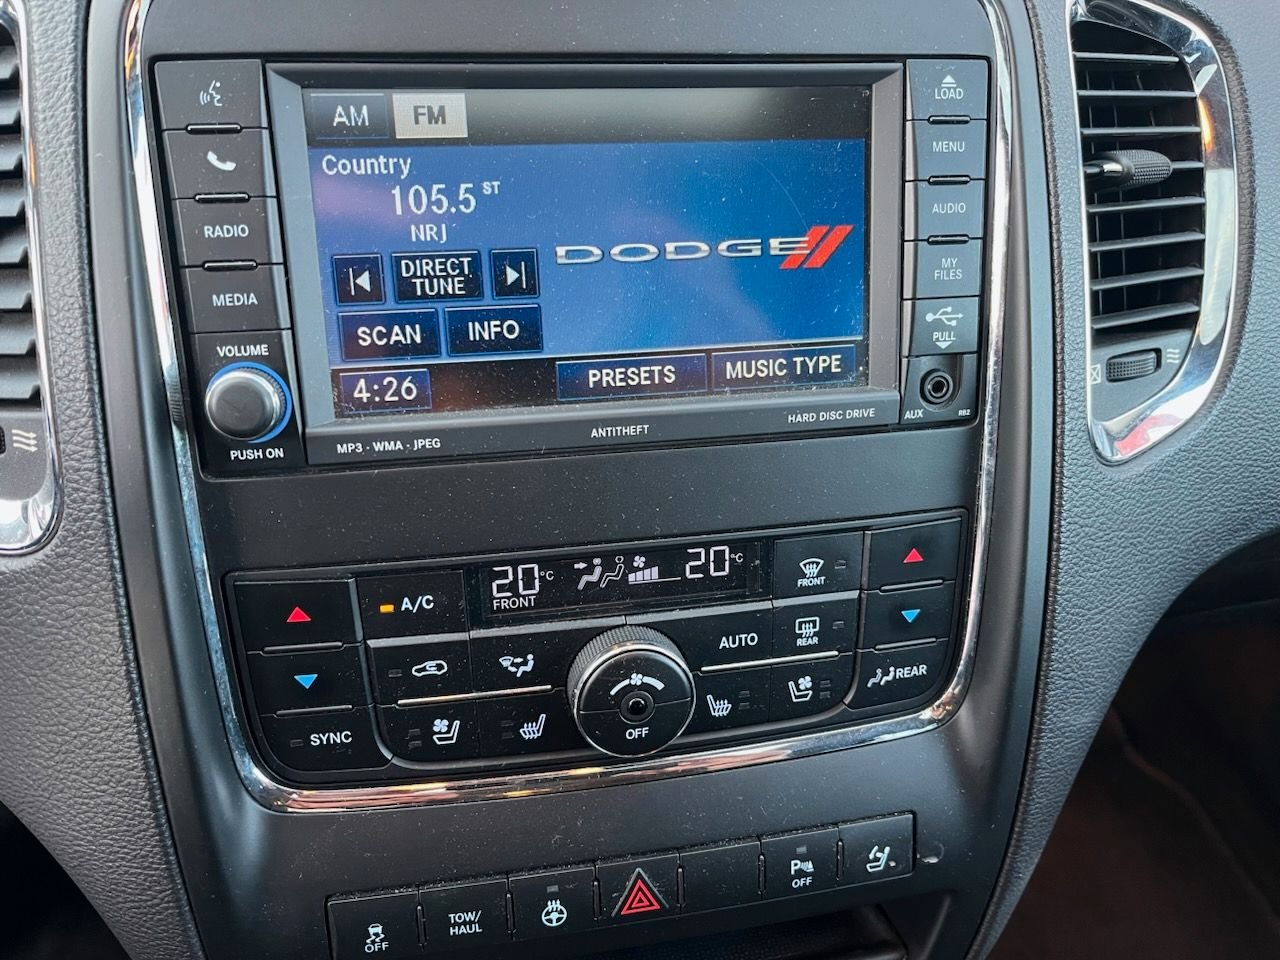 AM FM
Country
105.5 ST
NRJ
DIRECT
TUNE
SCAN INFO
4:26 PRESETS MUSIC TYPE
DODGE
RADIO
MEDIA
VOLUME
PUSH ON
LOAD
MENU
AUDIO
MY
FILES
PULL
AUX RB2
MP3 · WMA · JPEG
ANTITHEFT
HARD DISC DRIVE
20°C
FRONT
20°C
FRONT
A/C
AUTO
REAR
REAR
SYNC
OFF
OFF
TOW/
HAUL
P
OFF